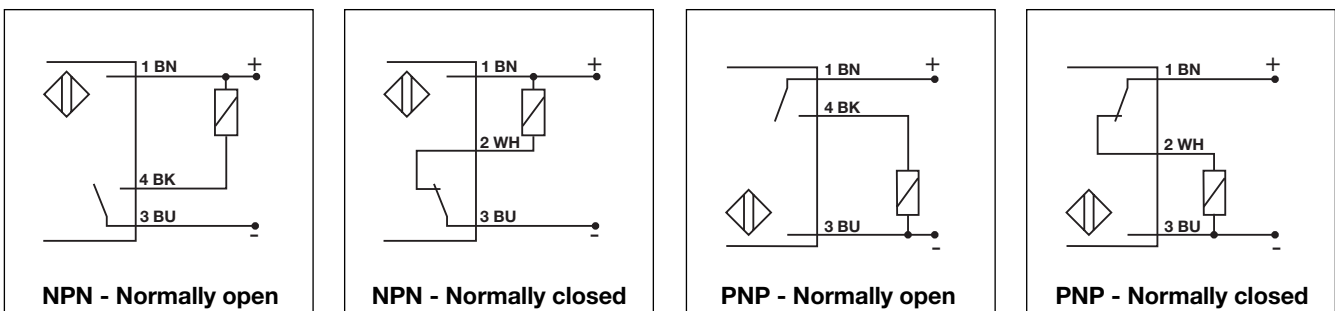 1 BN
+
4 BK
3 BU
-
NPN - Normally open
1 BN
+
2 WH
3 BU
-
NPN - Normally closed
1 BN
+
4 BK
3 BU
-
PNP - Normally open
1 BN
+
2 WH
3 BU
-
PNP - Normally closed